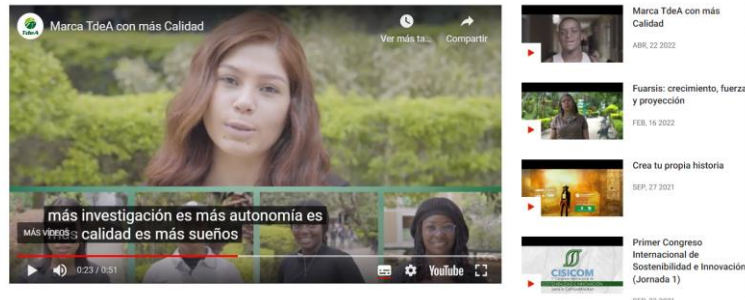 TdeA
Marca TdeA con más Calidad
Ver más ta...
Compartir
más investigación es más autonomía es
más calidad es más sueños
MÁS VÍDEOS
0:23 / 0:51
YouTube
Marca TdeA con más
Calidad
ABR, 22 2022
Fuarsis: crecimiento, fuerza
y proyección
FEB, 16 2022
Crea tu propia historia
SEP, 27 2021
Primer Congreso
Internacional de
Sostenibilidad e Innovación
(Jornada 1)
CISICOM